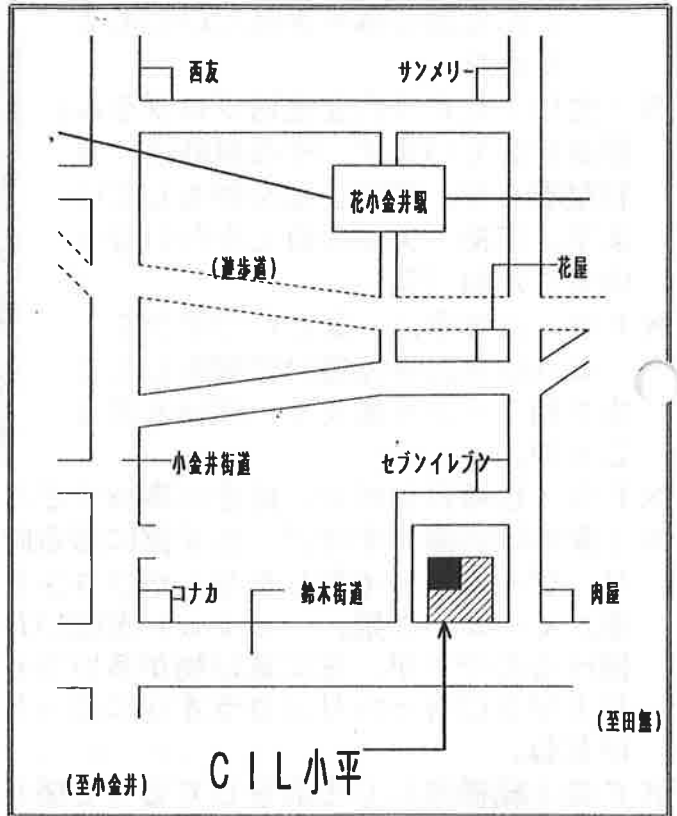 西友
サンメリー
花小金井駅
(遊歩道)
花屋
小金井街道
セブンイレブン
コナカ
鈴木街道
肉屋
(至田無)
CIL小平
(至小金井)